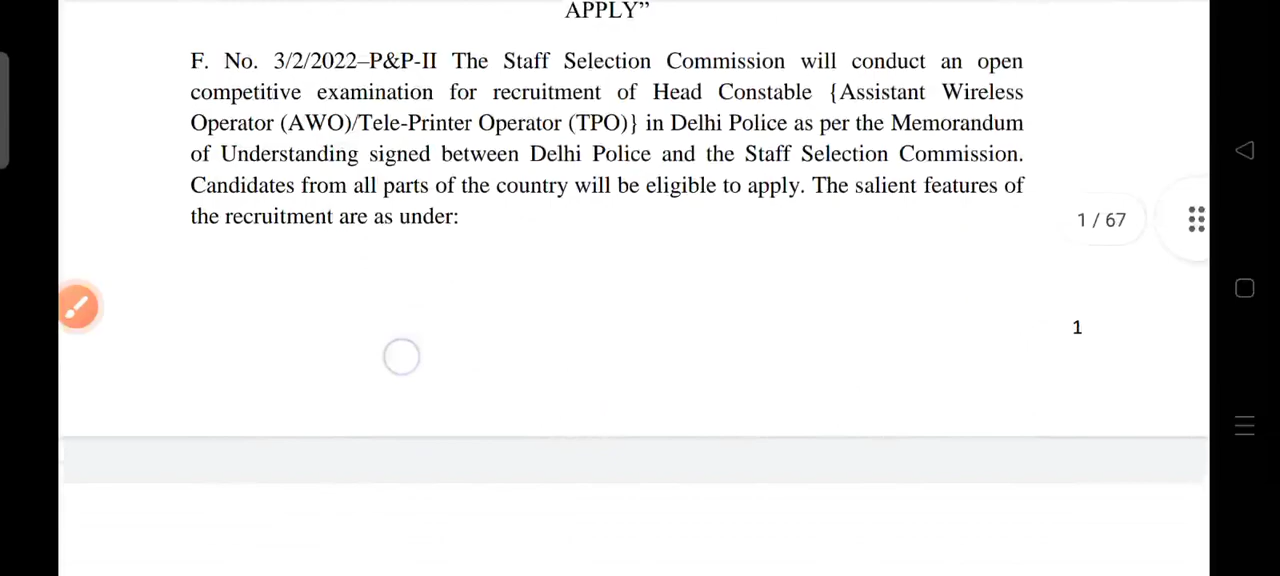 APPLY”
F. No. 3/2/2022–P&P-II The Staff Selection Commission will conduct an open
competitive examination for recruitment of Head Constable {Assistant Wireless
Operator (AWO)/Tele-Printer Operator (TPO)} in Delhi Police as per the Memorandum
of Understanding signed between Delhi Police and the Staff Selection Commission.
Candidates from all parts of the country will be eligible to apply. The salient features of
the recruitment are as under:
1 / 67
1